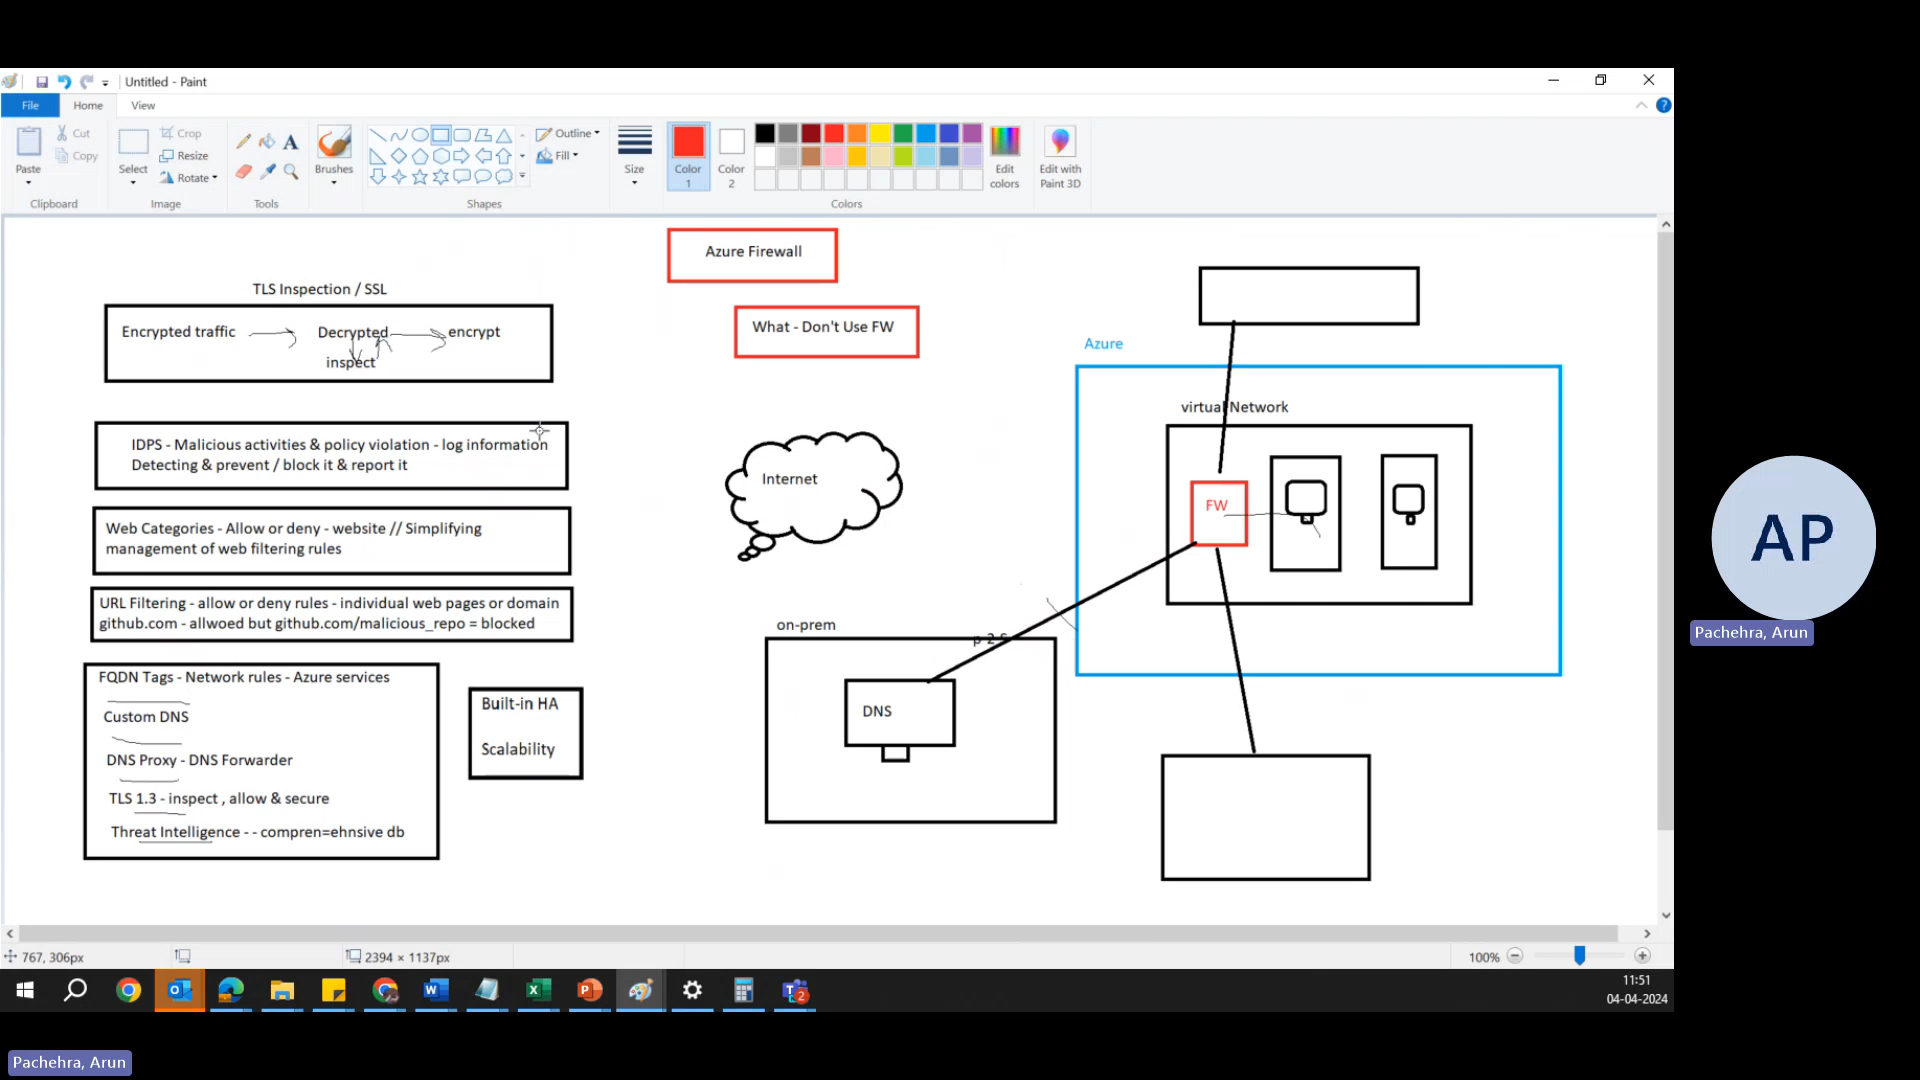 Untitled - Paint
File
Home
View
Paste
Cut
Copy
Clipboard
Select
Crop
Resize
Rotate
Image
Tools
Brushes
Shapes
Outline
Fill
Size
Color
1
Color
2
Edit
colors
Edit with
Paint 3D
Colors
Azure Firewall
What - Don't Use FW
TLS Inspection / SSL
Encrypted traffic
Decrypted
encrypt
inspect
IDPS - Malicious activities & policy violation - log information
Detecting & prevent / block it & report it
Web Categories - Allow or deny - website // Simplifying
management of web filtering rules
URL Filtering - allow or deny rules - individual web pages or domain
github.com - allwoed but github.com/malicious_repo = blocked
FQDN Tags - Network rules - Azure services
Custom DNS
DNS Proxy - DNS Forwarder
TLS 1.3 - inspect , allow & secure
Threat Intelligence - - compren=ehnsive db
Built-in HA
Scalability
Internet
on-prem
p 2 S
DNS
Azure
virtual Network
FW
767, 306px
2394 × 1137px
100%
11:51
04-04-2024
AP
Pachehra, Arun
Pachehra, Arun